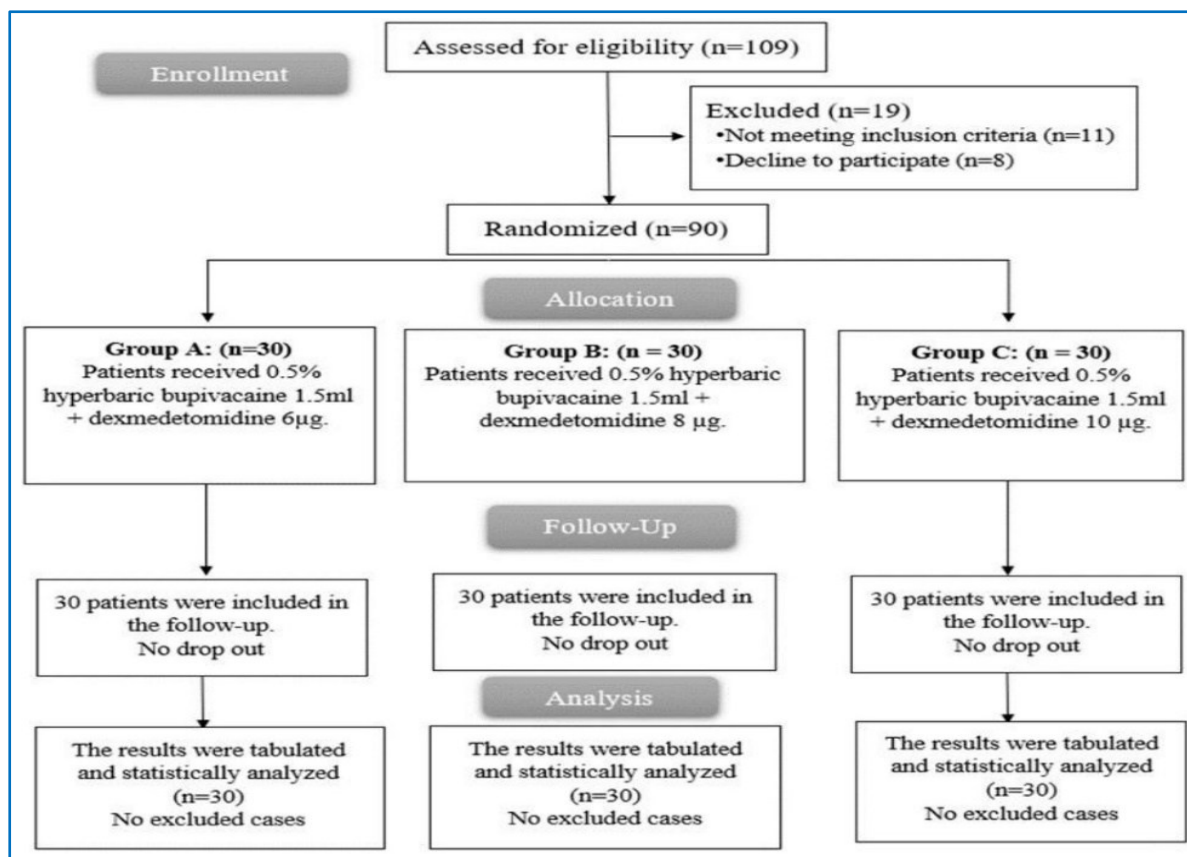 Assessed for eligibility (n=109)
Enrollment
Excluded (n=19)
•Not meeting inclusion criteria (n=11)
•Decline to participate (n=8)
Randomized (n=90)
Allocation
Group A: (n=30)
Patients received 0.5%
hyperbaric bupivacaine 1.5ml
+ dexmedetomidine 6µg.
Group B: (n = 30)
Patients received 0.5% hyperbaric
bupivacaine 1.5ml +
dexmedetomidine 8 µg.
Group C: (n = 30)
Patients received 0.5%
hyperbaric bupivacaine 1.5ml
+ dexmedetomidine 10 µg.
Follow-Up
30 patients were included in
the follow-up.
No drop out
30 patients were included in
the follow-up.
No drop out
30 patients were included in
the follow-up.
No drop out
Analysis
The results were tabulated
and statistically analyzed
(n=30)
No excluded cases
The results were tabulated
and statistically analyzed
(n=30)
No excluded cases
The results were tabulated
and statistically analyzed
(n=30)
No excluded cases